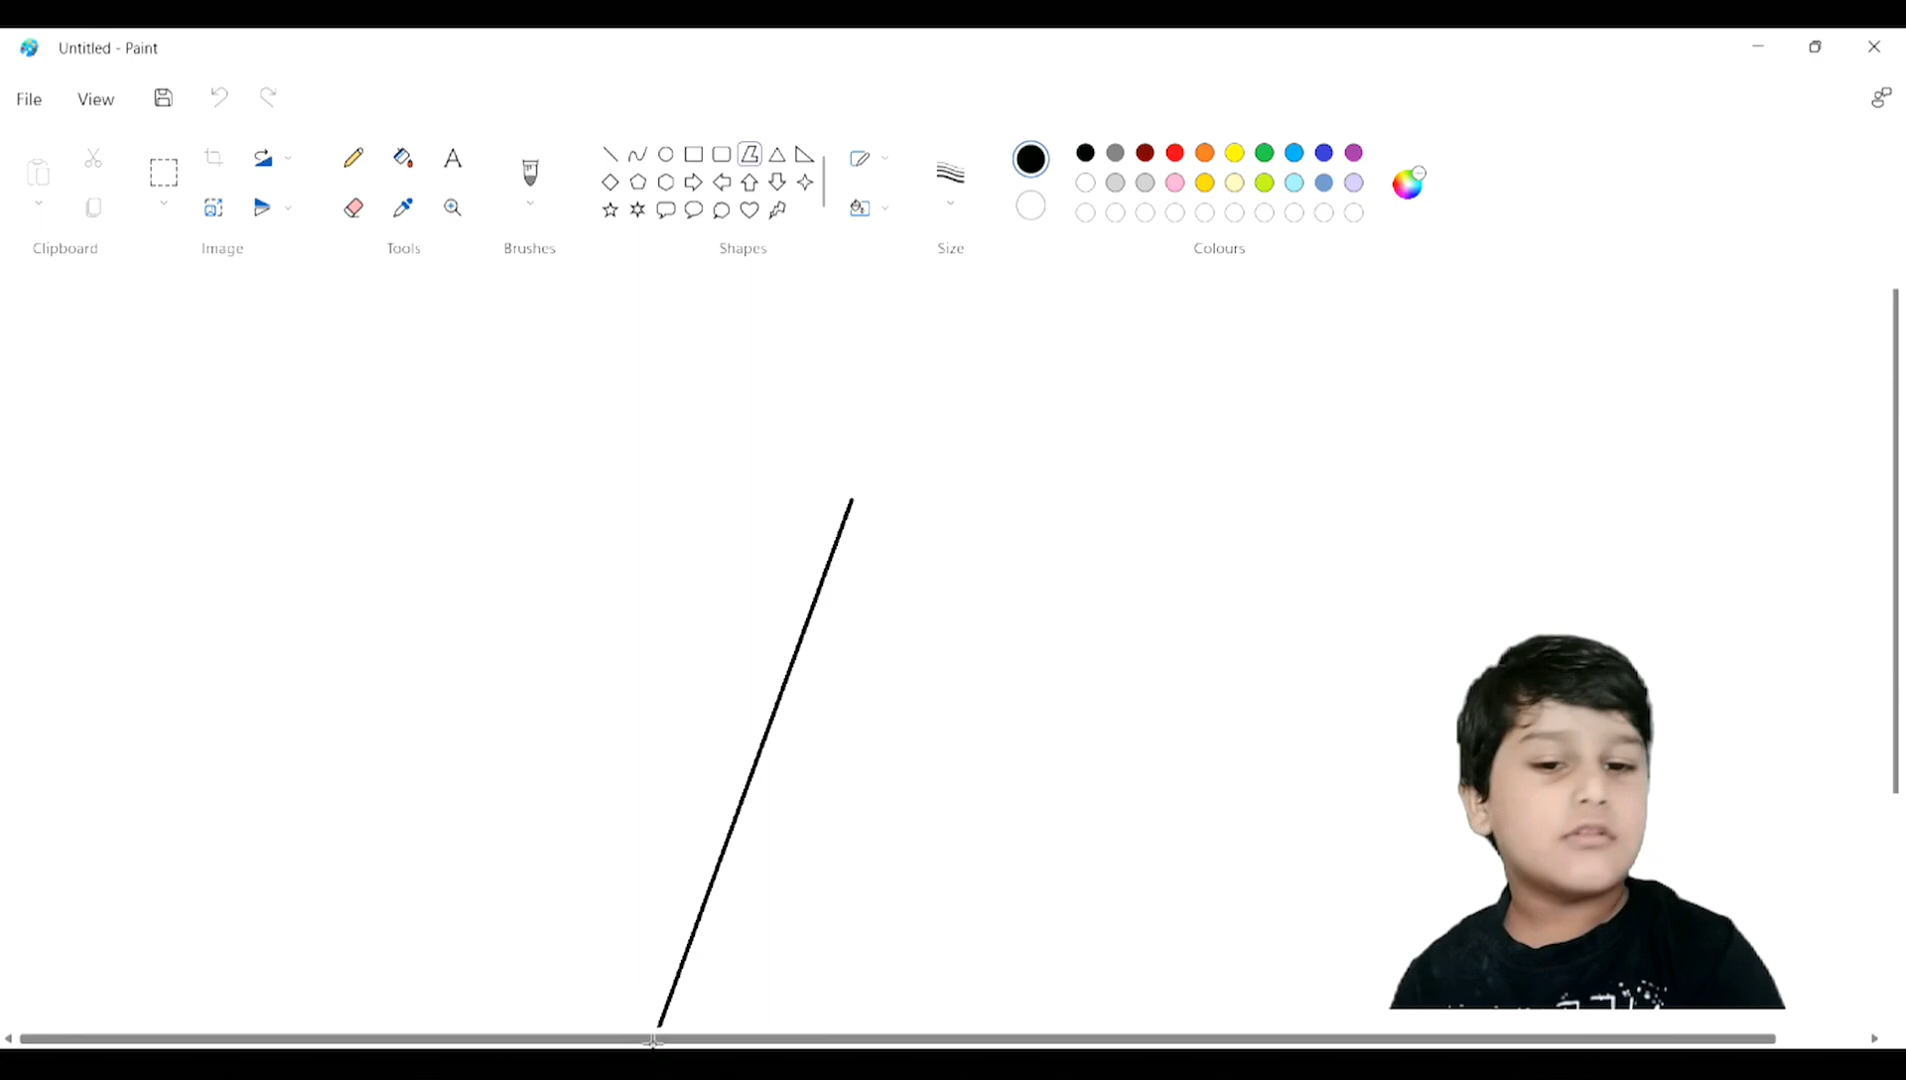 Untitled - Paint
File View
Clipboard Image Tools Brushes Shapes Size Colours